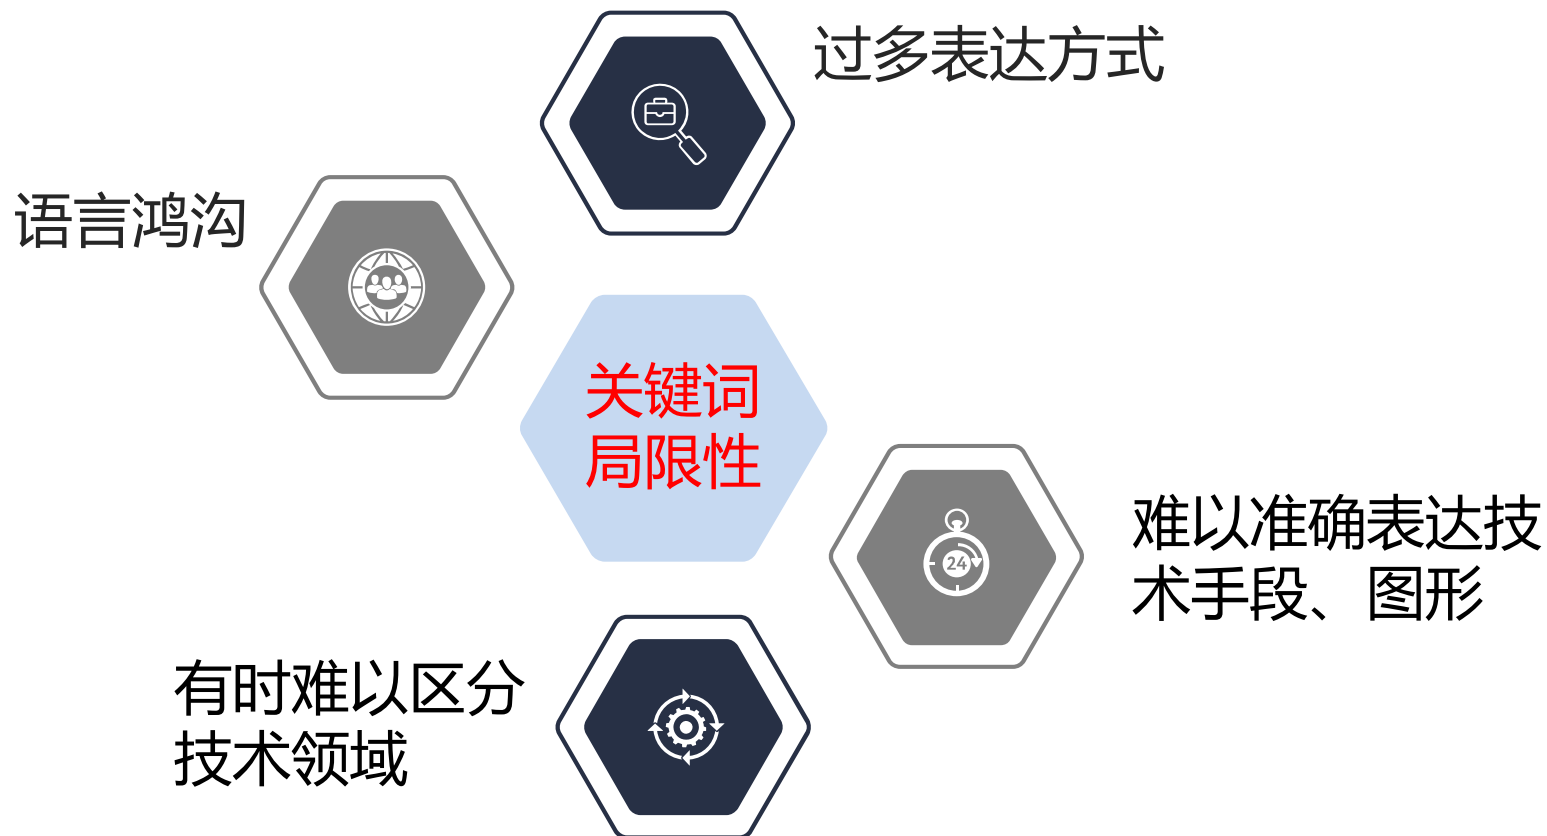 过多表达方式
语言鸿沟
关键词
局限性
24
难以准确表达技
术手段、图形
有时难以区分
技术领域